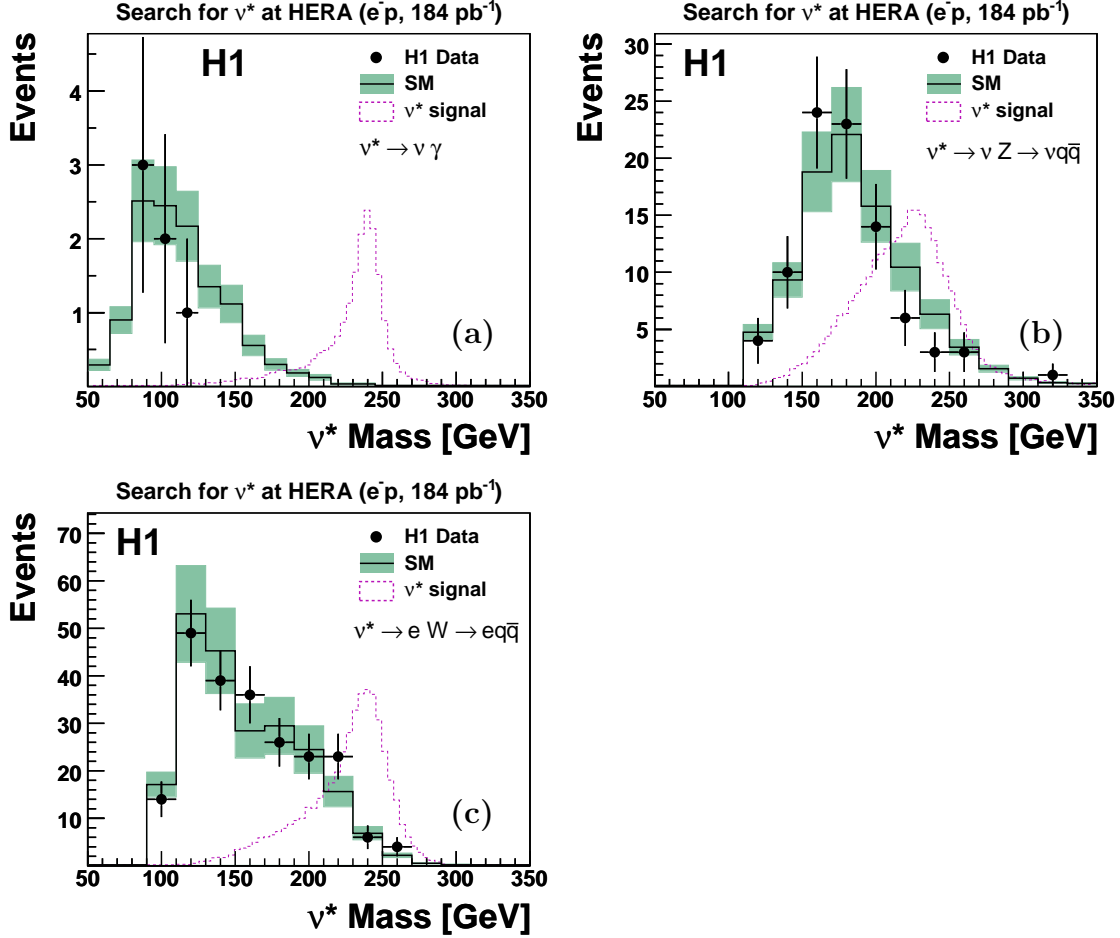 Search for ν* at HERA (e⁻p, 184 pb⁻¹)
H1
H1 Data
SM
ν* signal
ν* → ν γ
(a)
Events
4
3
2
1
50 100 150 200 250 300 350
ν* Mass [GeV]
Search for ν* at HERA (e⁻p, 184 pb⁻¹)
H1
H1 Data
SM
ν* signal
ν* → ν Z → νqq̄
(b)
Events
30
25
20
15
10
5
50 100 150 200 250 300 350
ν* Mass [GeV]
Search for ν* at HERA (e⁻p, 184 pb⁻¹)
H1
H1 Data
SM
ν* signal
ν* → e W → eqq̄
(c)
Events
70
60
50
40
30
20
10
50 100 150 200 250 300 350
ν* Mass [GeV]